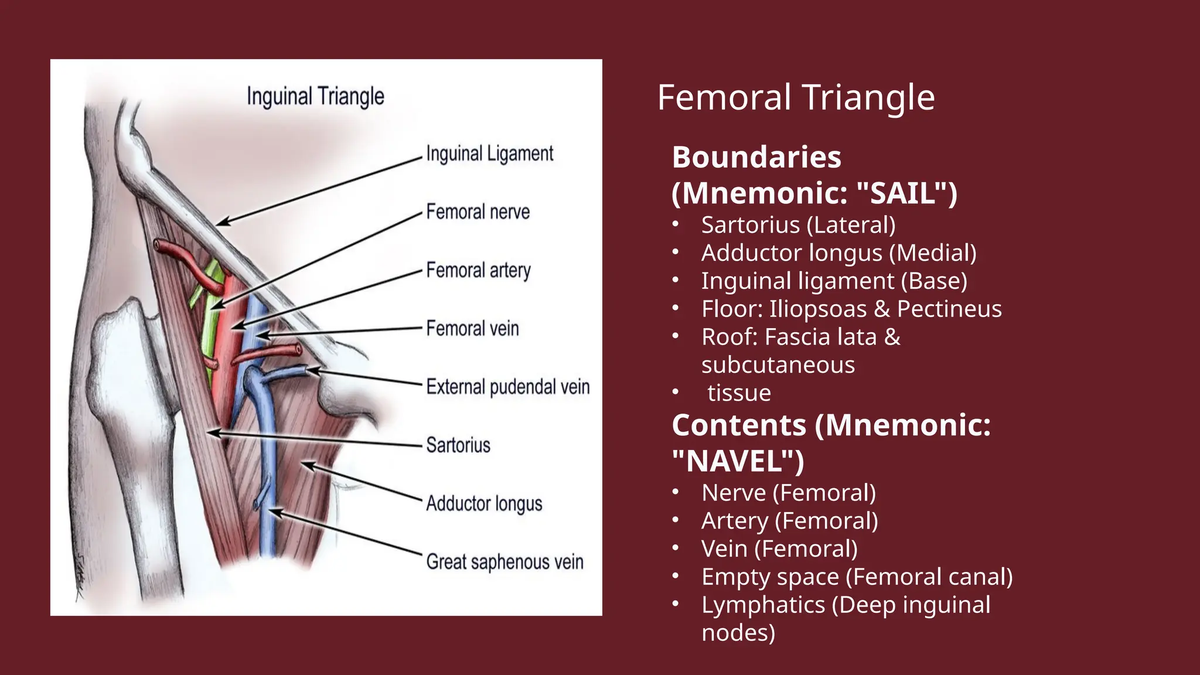 Inguinal Triangle
Inguinal Ligament
Femoral nerve
Femoral artery
Femoral vein
External pudendal vein
Sartorius
Adductor longus
Great saphenous vein
Femoral Triangle
Boundaries
(Mnemonic: "SAIL")
• Sartorius (Lateral)
• Adductor longus (Medial)
• Inguinal ligament (Base)
• Floor: Iliopsoas & Pectineus
• Roof: Fascia lata &
subcutaneous
• tissue
Contents (Mnemonic:
"NAVEL")
• Nerve (Femoral)
• Artery (Femoral)
• Vein (Femoral)
• Empty space (Femoral canal)
• Lymphatics (Deep inguinal
nodes)